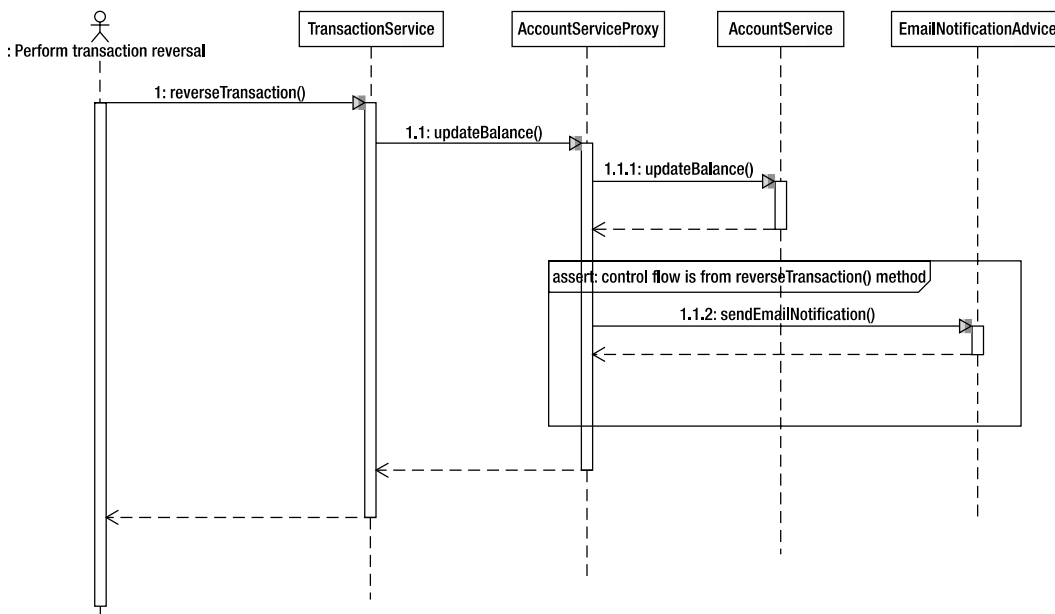 : Perform transaction reversal
TransactionService
AccountServiceProxy
AccountService
EmailNotificationAdvice
1: reverseTransaction()
1.1: updateBalance()
1.1.1: updateBalance()
assert: control flow is from reverseTransaction() method
1.1.2: sendEmailNotification()